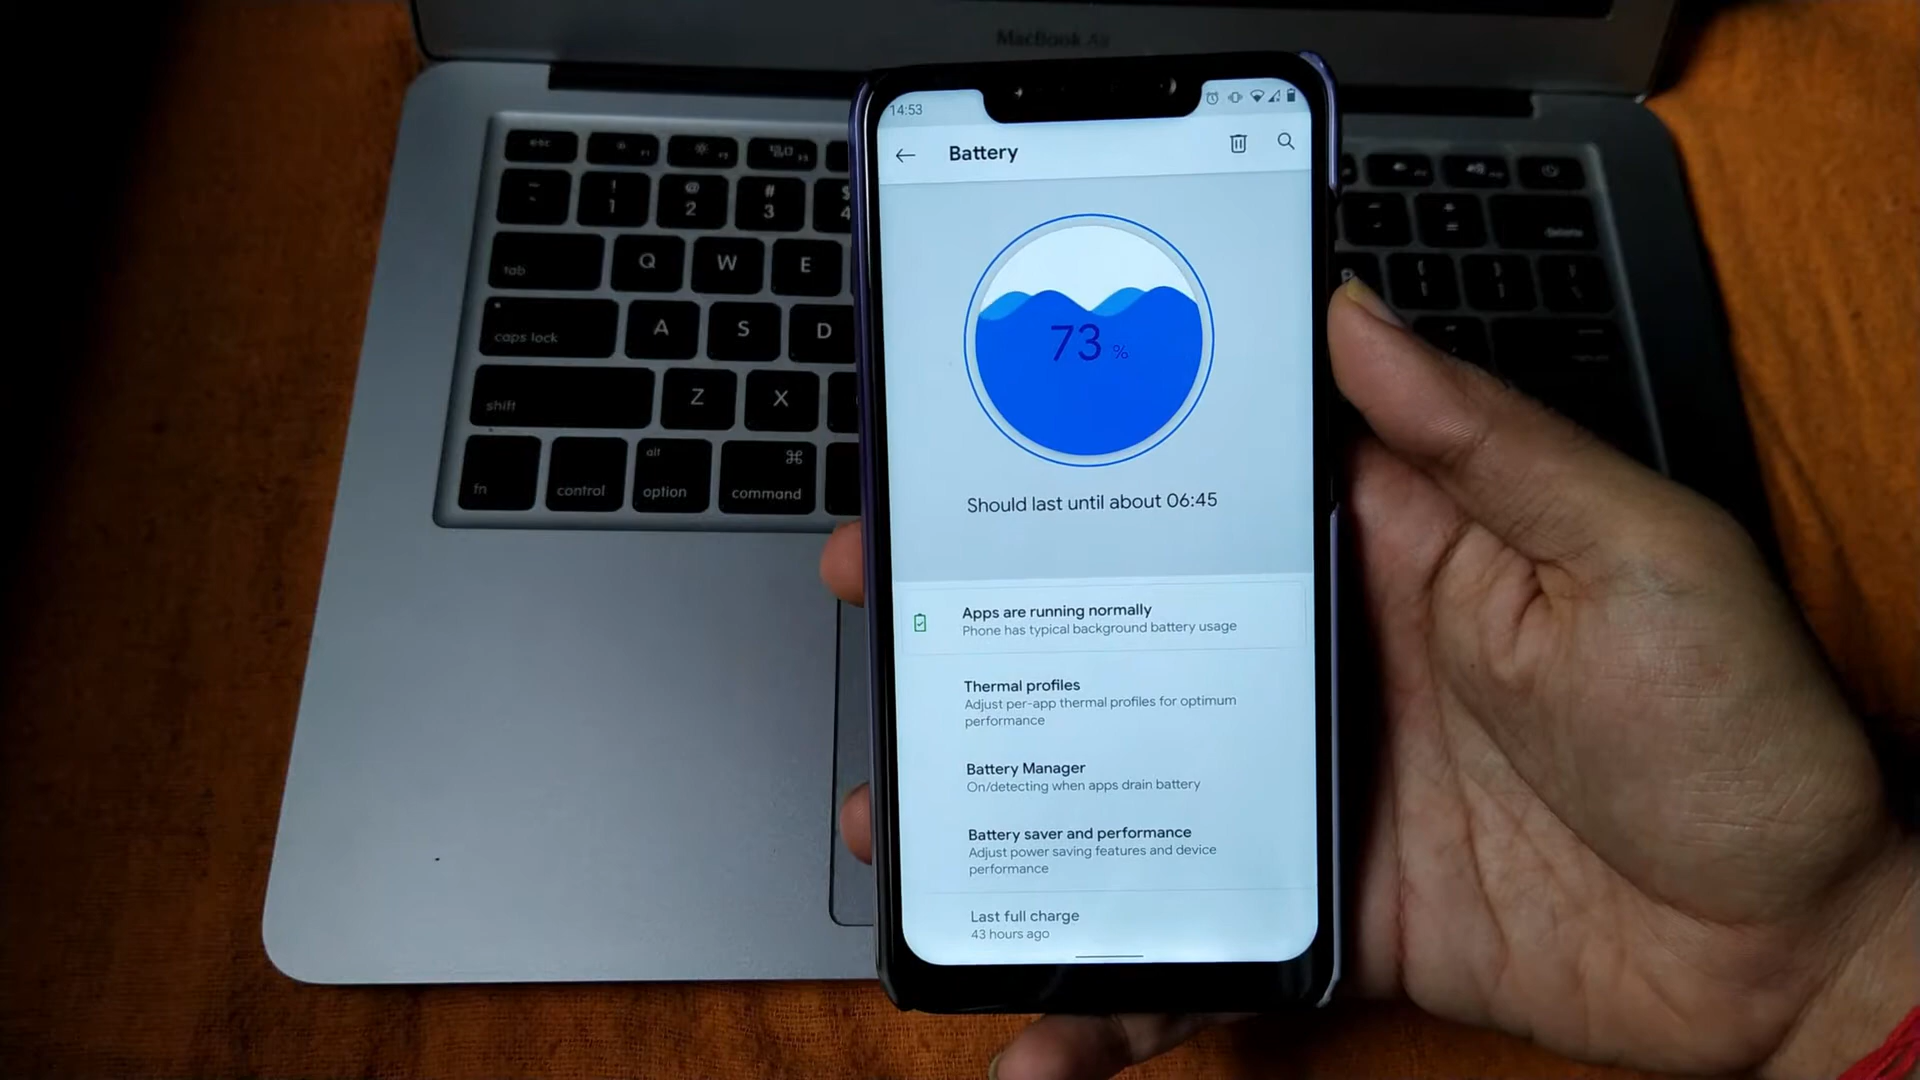 MacBook Air
14:53
Battery
73 %
Should last until about 06:45
Apps are running normally
Phone has typical background battery usage
Thermal profiles
Adjust per-app thermal profiles for optimum
performance
Battery Manager
On/detecting when apps drain battery
Battery saver and performance
Adjust power saving features and device
performance
Last full charge
43 hours ago
esc
! @ # $
1 2 3 4
tab Q W E
caps lock A S D
shift Z X
alt ⌘
fn control option command